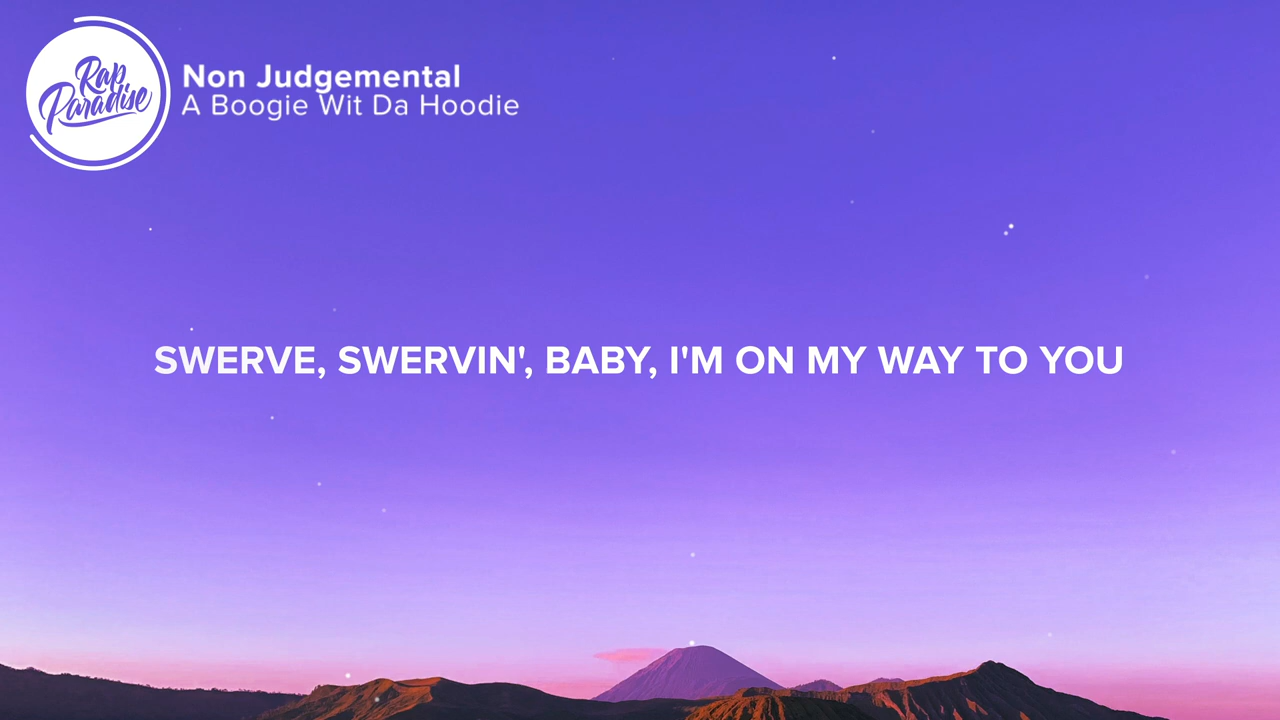 Rap
Paradise
Non Judgemental
A Boogie Wit Da Hoodie
SWERVE, SWERVIN', BABY, I'M ON MY WAY TO YOU